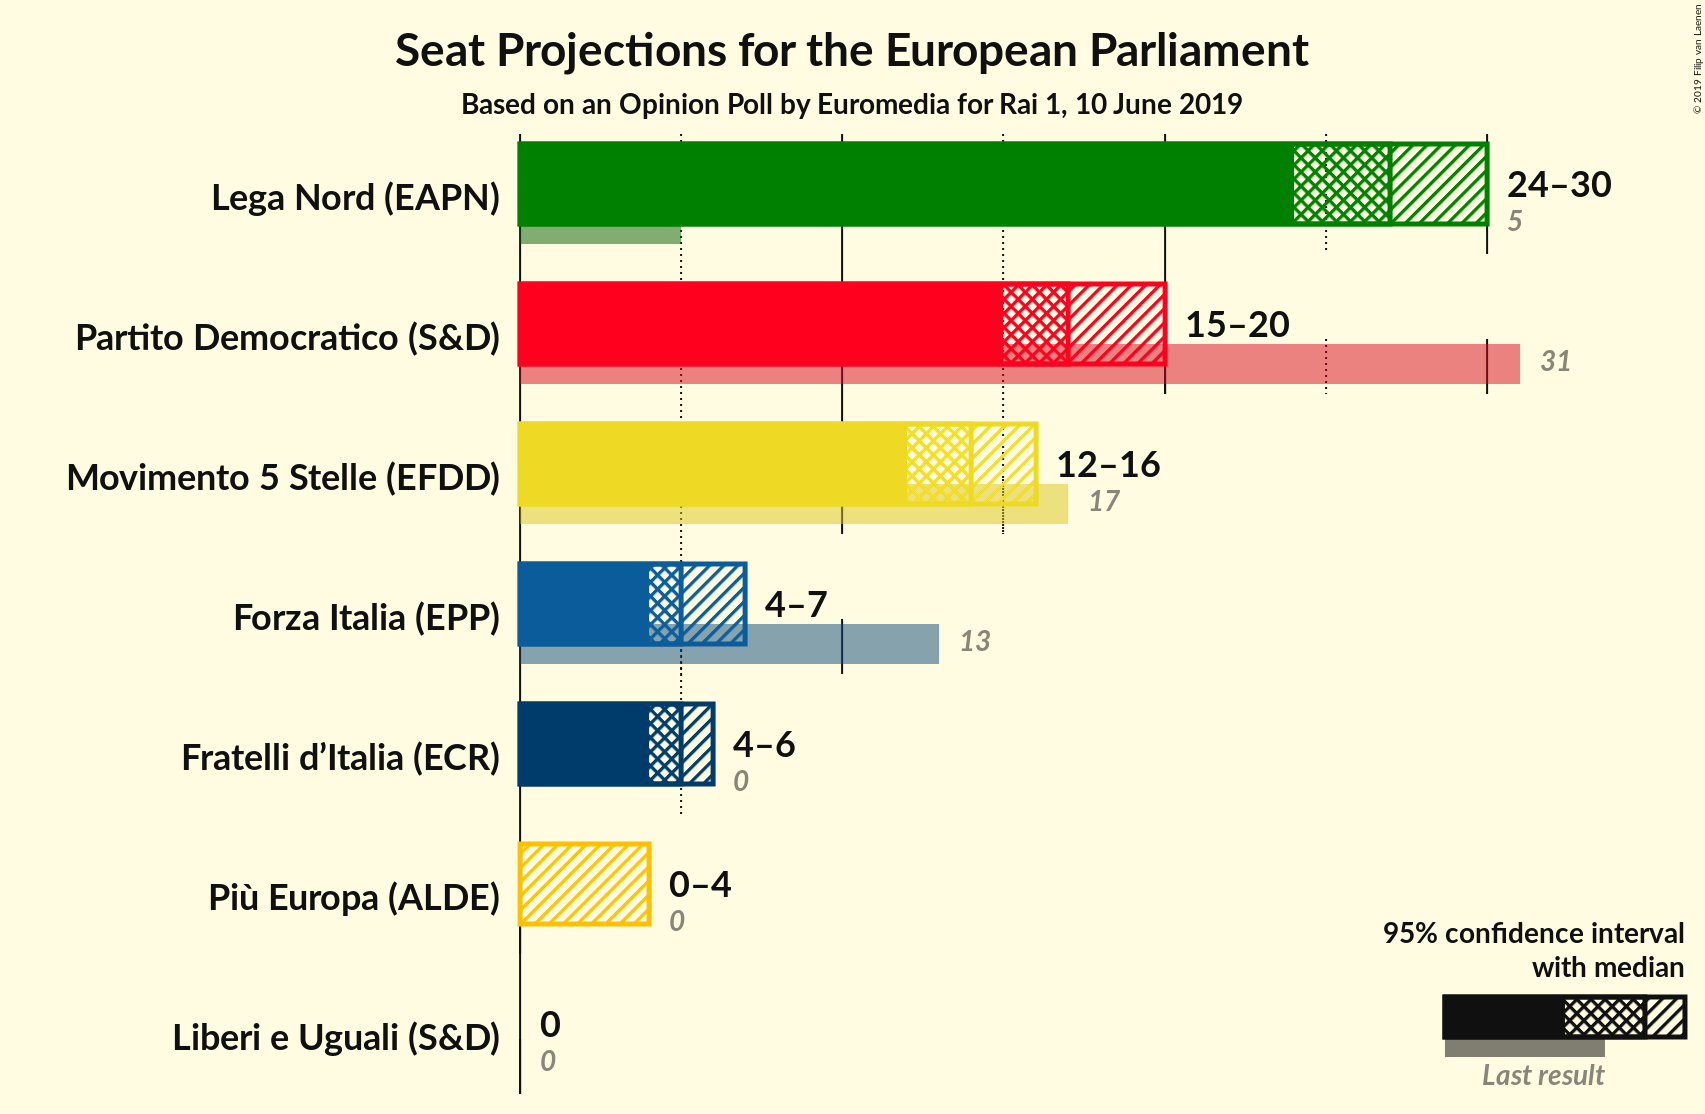 Seat Projections for the European Parliament
Based on an Opinion Poll by Euromedia for Rai 1, 10 June 2019
© 2019 Filip van Laenen
Lega Nord (EAPN)
24–30
5
Partito Democratico (S&D)
15–20
31
Movimento 5 Stelle (EFDD)
12–16
17
Forza Italia (EPP)
4–7
13
Fratelli d’Italia (ECR)
4–6
0
Più Europa (ALDE)
0–4
0
Liberi e Uguali (S&D)
0
0
95% confidence interval
with median
Last result